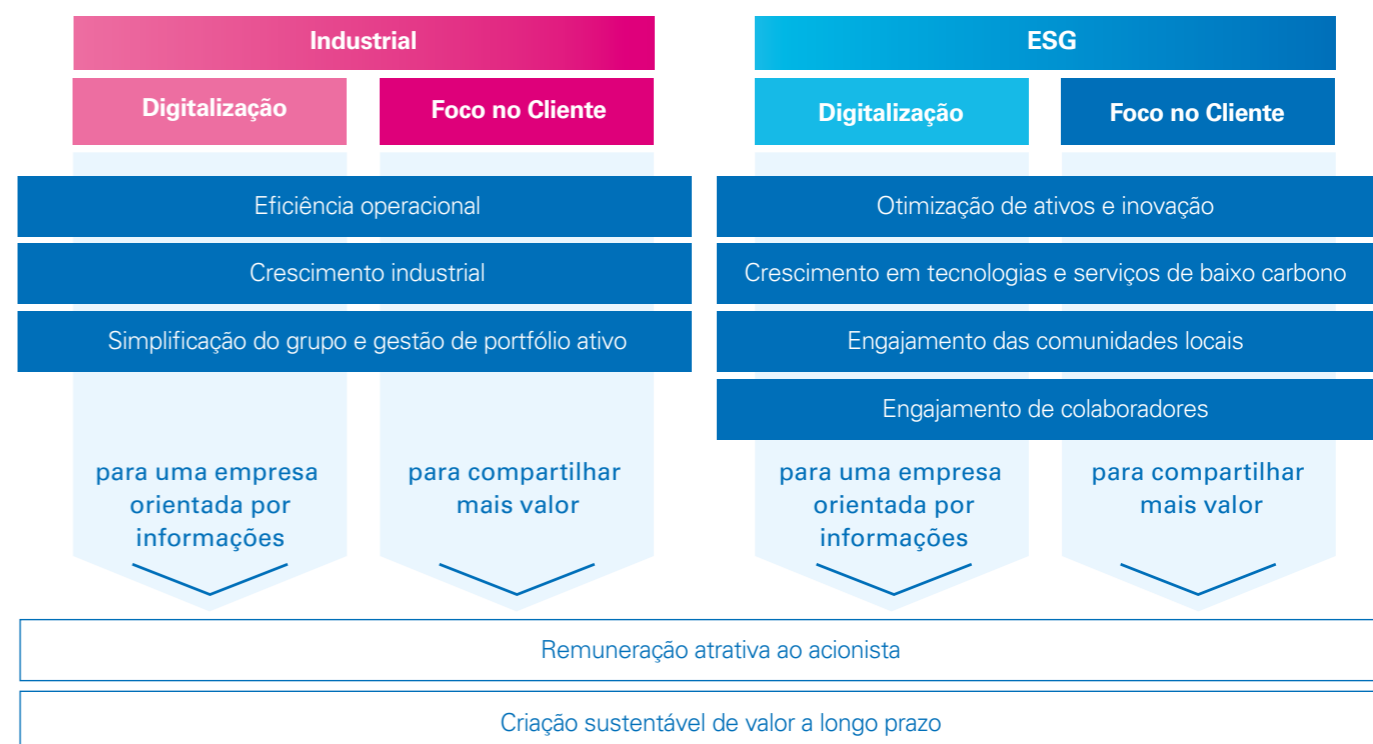 Industrial
Digitalização
Foco no Cliente
Eficiência operacional
Crescimento industrial
Simplificação do grupo e gestão de portfólio ativo
para uma empresa
orientada por
informações
para compartilhar
mais valor
ESG
Digitalização
Foco no Cliente
Otimização de ativos e inovação
Crescimento em tecnologias e serviços de baixo carbono
Engajamento das comunidades locais
Engajamento de colaboradores
para uma empresa
orientada por
informações
para compartilhar
mais valor
Remuneração atrativa ao acionista
Criação sustentável de valor a longo prazo